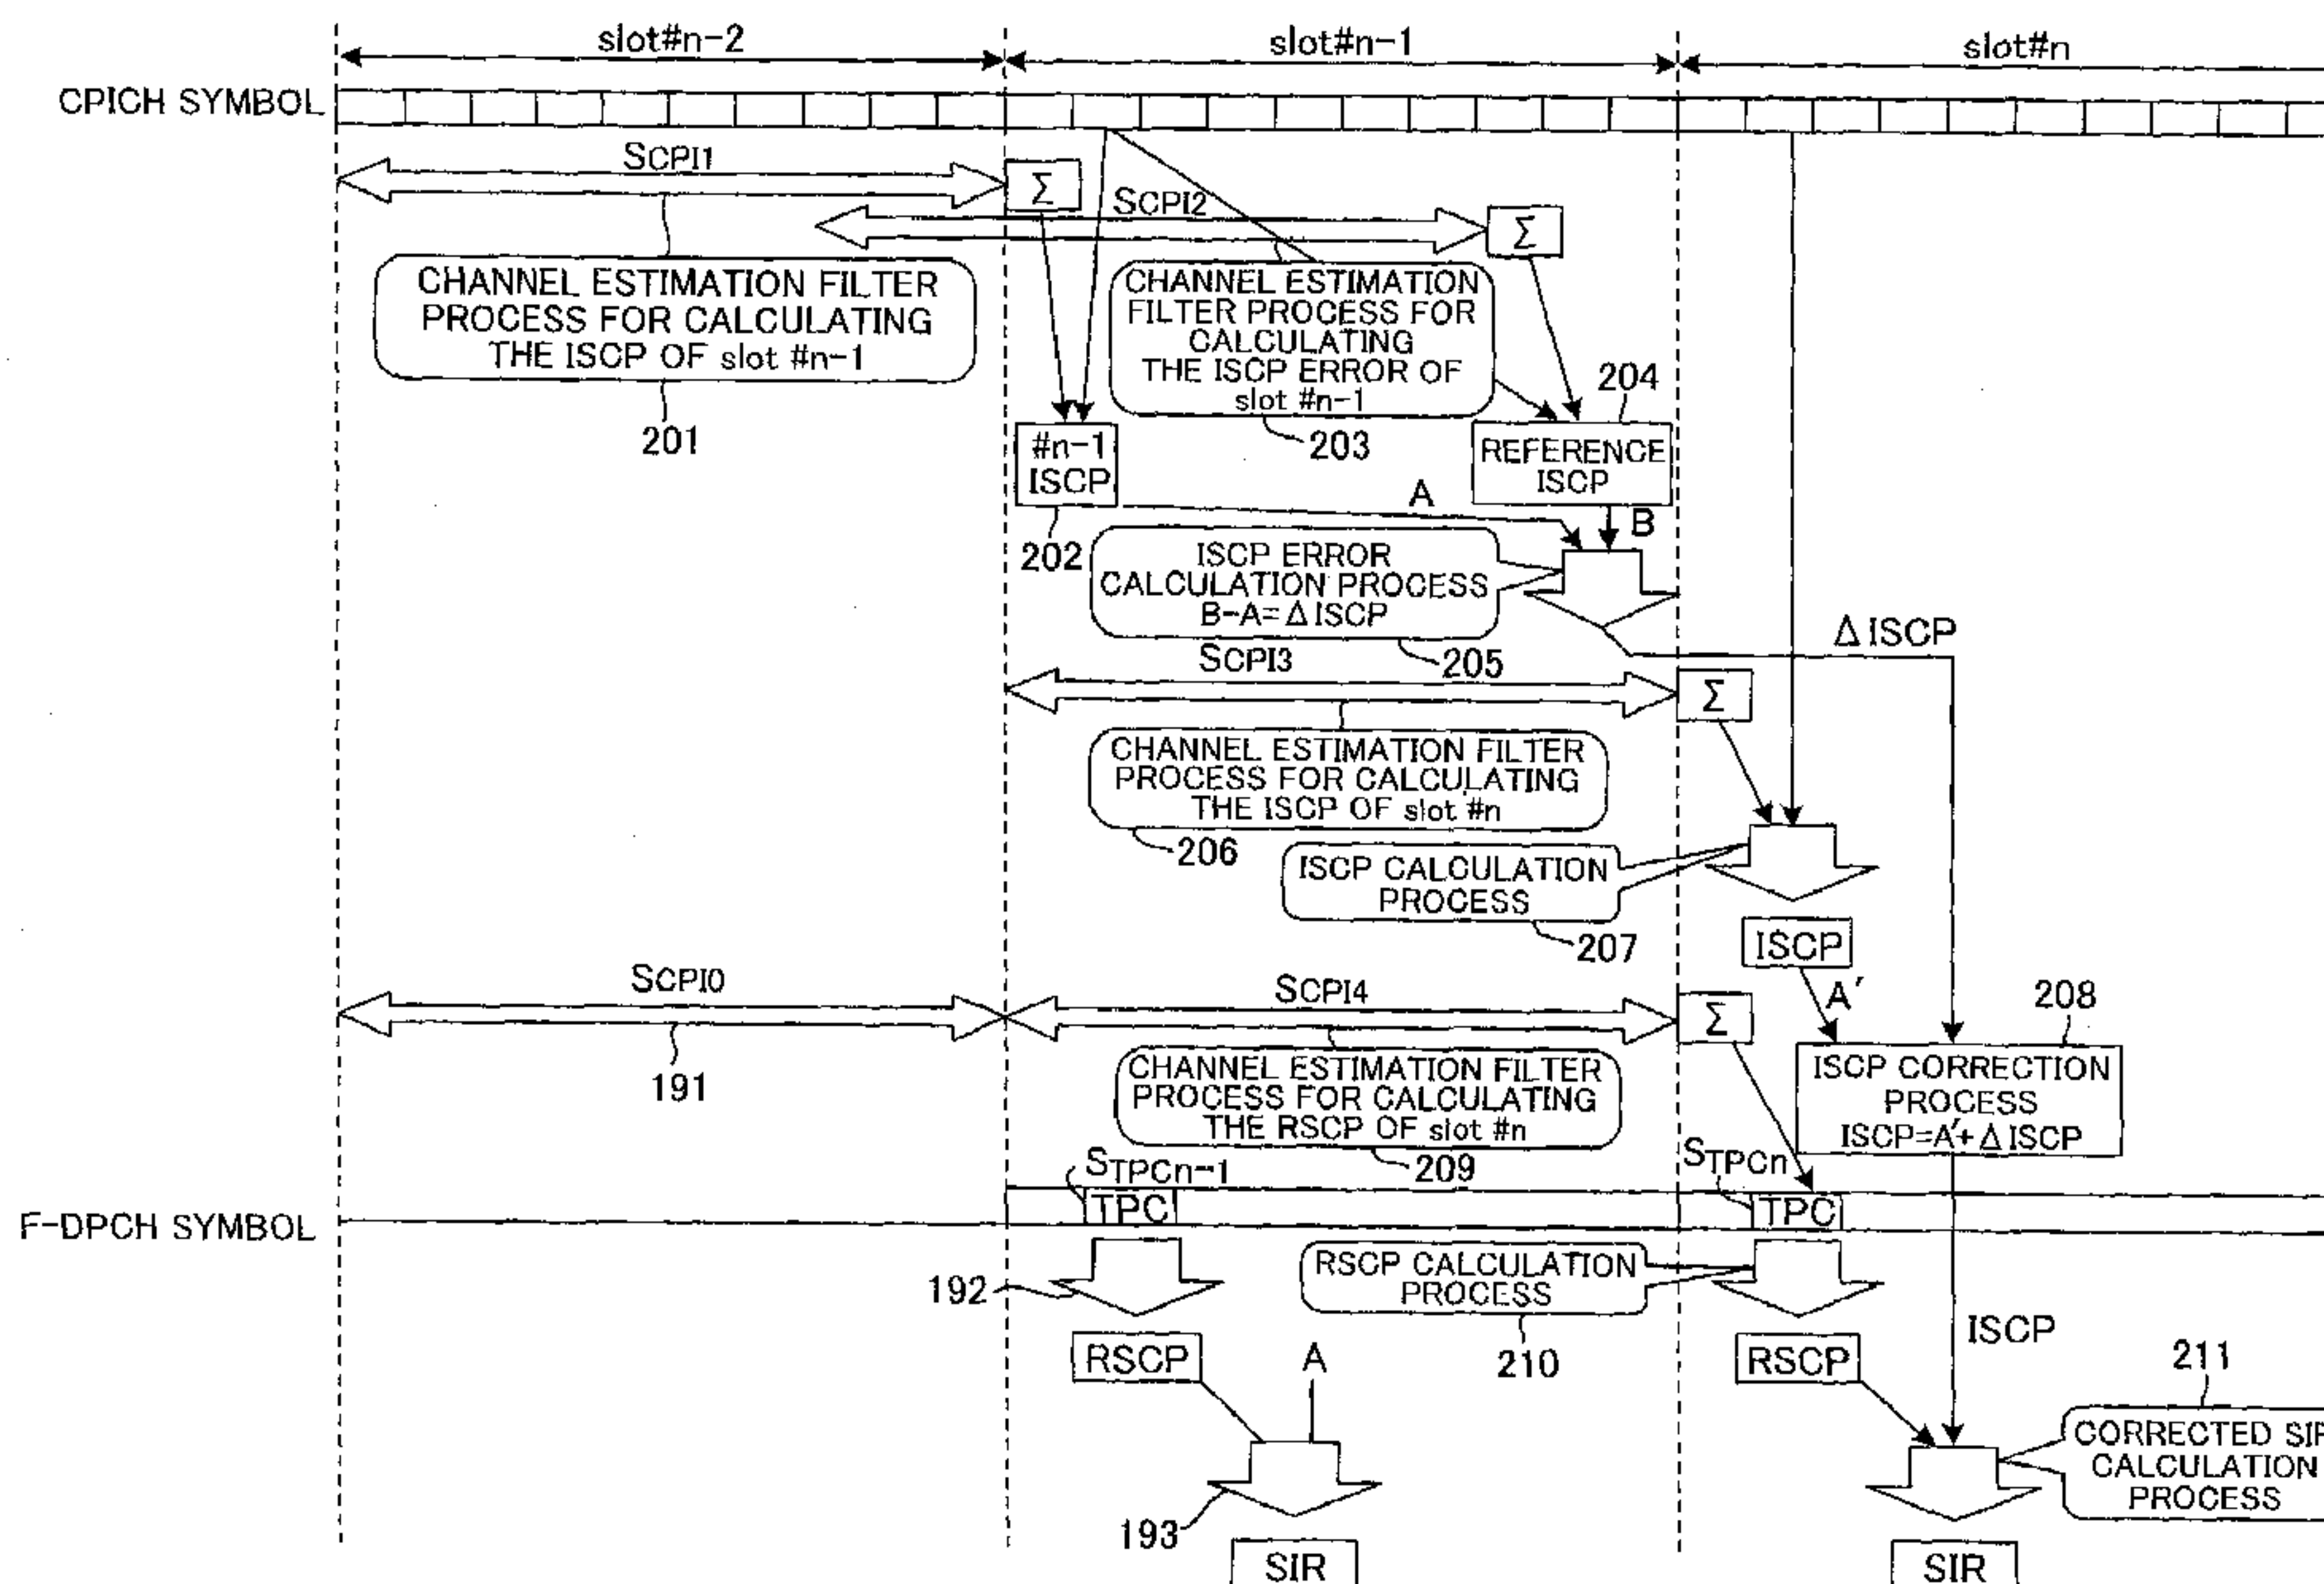 slot#n-2
slot#n-1
slot#n
CPICH SYMBOL
SCPI1
Σ
SCPI2
Σ
CHANNEL ESTIMATION FILTER
PROCESS FOR CALCULATING
THE ISCP OF slot #n-1
201
CHANNEL ESTIMATION
FILTER PROCESS FOR
CALCULATING
THE ISCP ERROR OF
slot #n-1
203
204
#n-1
ISCP
202
REFERENCE
ISCP
A
B
ISCP ERROR
CALCULATION PROCESS
B-A=ΔISCP
205
ΔISCP
SCPI3
Σ
CHANNEL ESTIMATION FILTER
PROCESS FOR CALCULATING
THE ISCP OF slot #n
206
ISCP CALCULATION
PROCESS
207
ISCP
A′
SCPI0
191
SCPI4
Σ
208
CHANNEL ESTIMATION FILTER
PROCESS FOR CALCULATING
THE RSCP OF slot #n
209
ISCP CORRECTION
PROCESS
ISCP=A′+ΔISCP
STPCn-1
STPCn
F-DPCH SYMBOL
TPC
TPC
192
RSCP CALCULATION
PROCESS
210
RSCP
A
RSCP
ISCP
211
193
CORRECTED SIR
CALCULATION
PROCESS
SIR
SIR